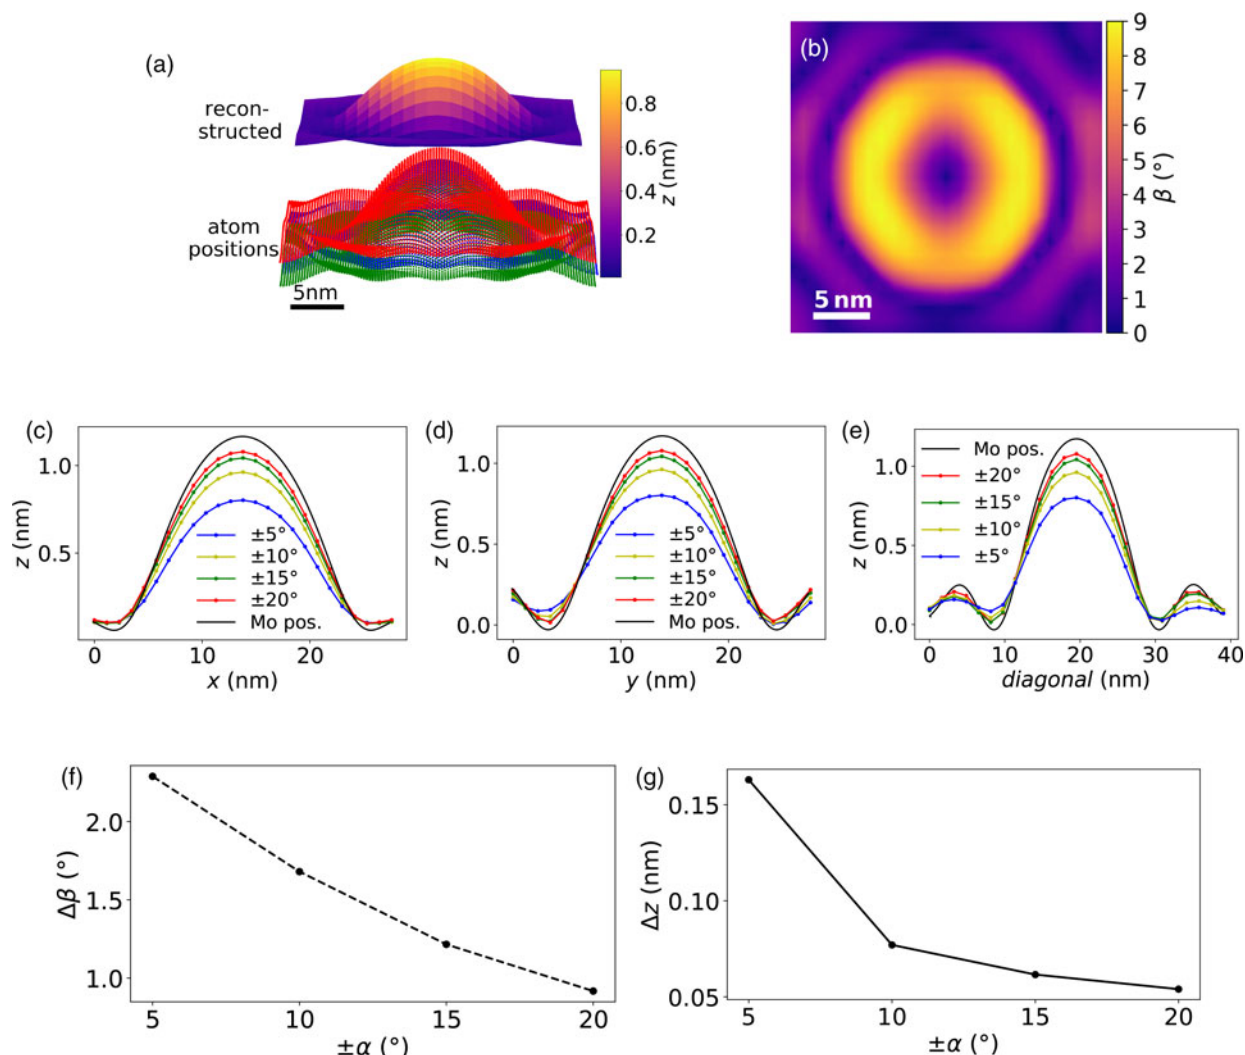 (a)
recon-
structed
atom
positions
5nm
0.8
0.6
0.4
0.2
z (nm)
(b)
5 nm
9
8
7
6
5
4
3
2
1
0
β (°)
(c)
1.0
0.5
z (nm)
±5°
±10°
±15°
±20°
Mo pos.
0 10 20
x (nm)
(d)
1.0
0.5
0.0
z (nm)
±5°
±10°
±15°
±20°
Mo pos.
0 10 20
y (nm)
(e)
1.0
0.5
0.0
z (nm)
Mo pos.
±20°
±15°
±10°
±5°
0 10 20 30 40
diagonal (nm)
(f)
2.0
1.5
1.0
Δβ (°)
5 10 15 20
±α (°)
(g)
0.15
0.10
0.05
Δz (nm)
5 10 15 20
±α (°)